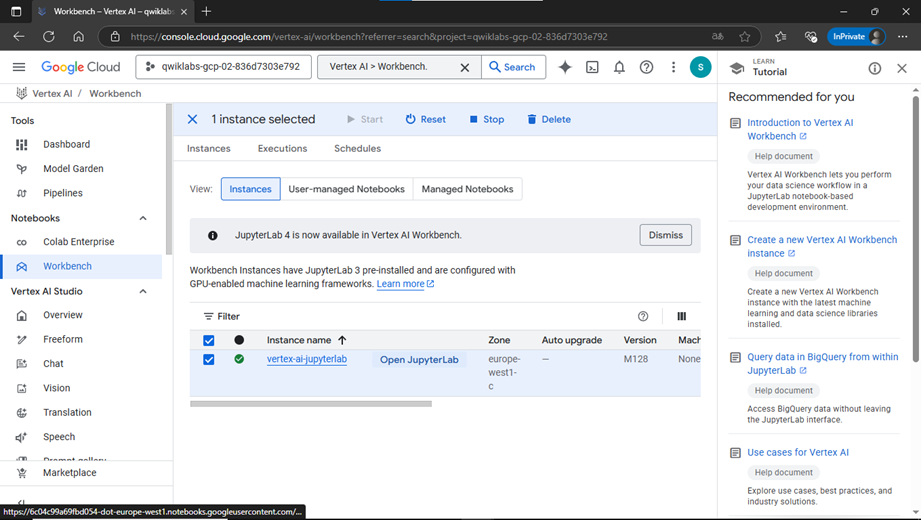 Workbench – Vertex AI – qwiklabs-
https://console.cloud.google.com/vertex-ai/workbench?referrer=search&project=qwiklabs-gcp-02-836d7303e792
InPrivate
Google Cloud
qwiklabs-gcp-02-836d7303e792
Vertex AI > Workbench.
Search
S
LEARN
Tutorial
Vertex AI / Workbench
Tools
Dashboard
Model Garden
Pipelines
Notebooks
Colab Enterprise
Workbench
Vertex AI Studio
Overview
Freeform
Chat
Vision
Translation
Speech
Prompt gallery
Marketplace
https://6c04c99a69fbd054-dot-europe-west1.notebooks.googleusercontent.com/...
1 instance selected
Start
Reset
Stop
Delete
Instances
Executions
Schedules
View:
Instances
User-managed Notebooks
Managed Notebooks
JupyterLab 4 is now available in Vertex AI Workbench.
Dismiss
Workbench Instances have JupyterLab 3 pre-installed and are configured with
GPU-enabled machine learning frameworks. Learn more
Filter
Instance name
Zone
Auto upgrade
Version
Mach
vertex-ai-jupyterlab
Open JupyterLab
europe-
west1-
c
—
M128
None
Recommended for you
Introduction to Vertex AI
Workbench
Help document
Vertex AI Workbench lets you perform
your data science workflow in a
JupyterLab notebook-based
development environment.
Create a new Vertex AI Workbench
instance
Help document
Create a new Vertex AI Workbench
instance with the latest machine
learning and data science libraries
installed.
Query data in BigQuery from within
JupyterLab
Help document
Access BigQuery data without leaving
the JupyterLab interface.
Use cases for Vertex AI
Help document
Explore use cases, best practices, and
industry solutions.